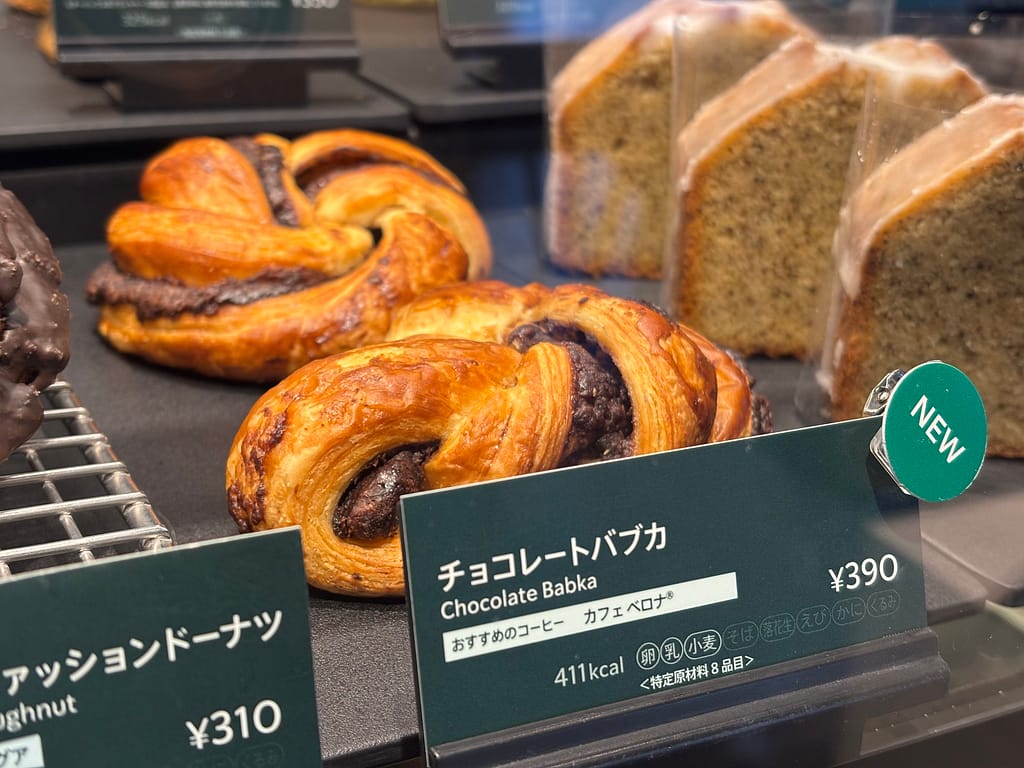 ¥350
NEW
チョコレートバブカ
Chocolate Babka
¥390
おすすめのコーヒー カフェ ベロナ®
411kcal
卵 乳 小麦 そば 落花生 えび かに くるみ
<特定原材料8品目>
アッションドーナツ
ughnut
¥310